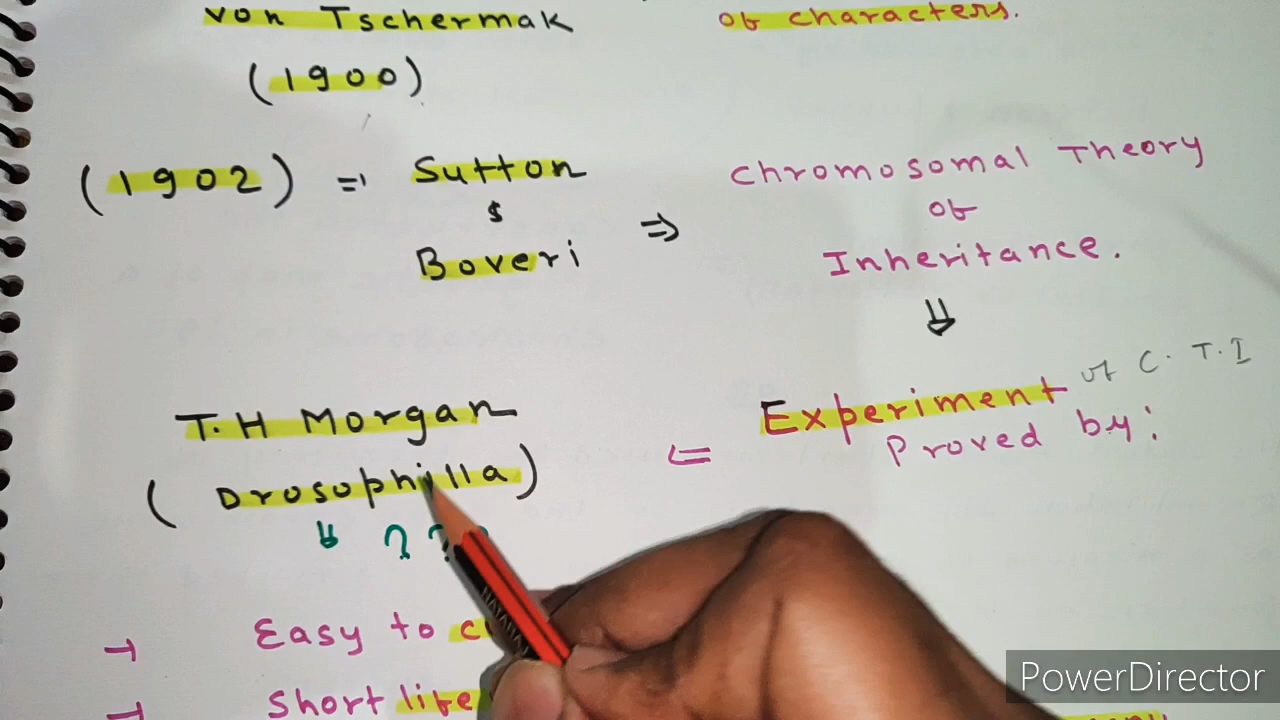 von Tschermak
of characters.
(1900)
(1902) ⇒ Sutton
&
Boveri
⇒
Chromosomal Theory
of
Inheritance.
⇓
Experiment of C.T.I
Proved by:
⇐
T.H Morgan
(Drosophilla)
⇓ ? ?
→ Easy to
→ Short life
PowerDirector